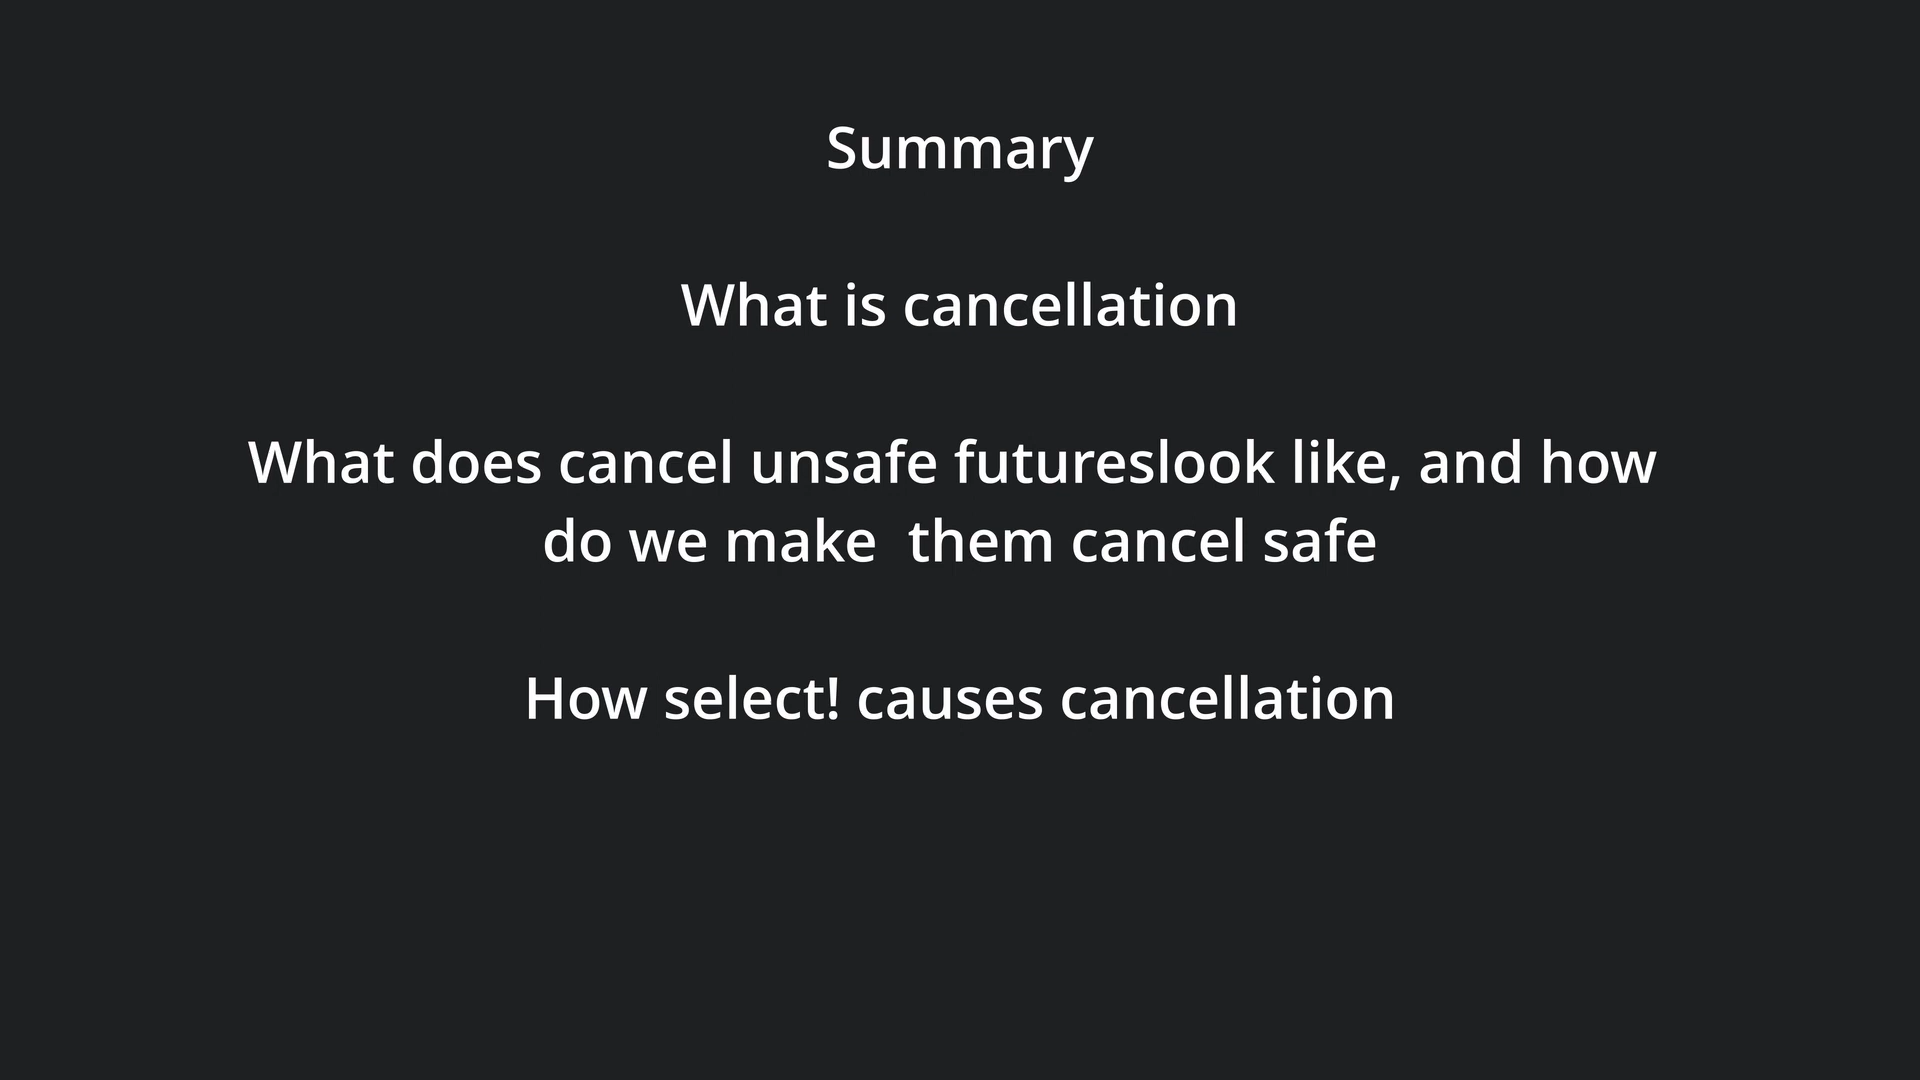 Summary
What is cancellation
What does cancel unsafe futureslook like, and how
do we make  them cancel safe
How select! causes cancellation